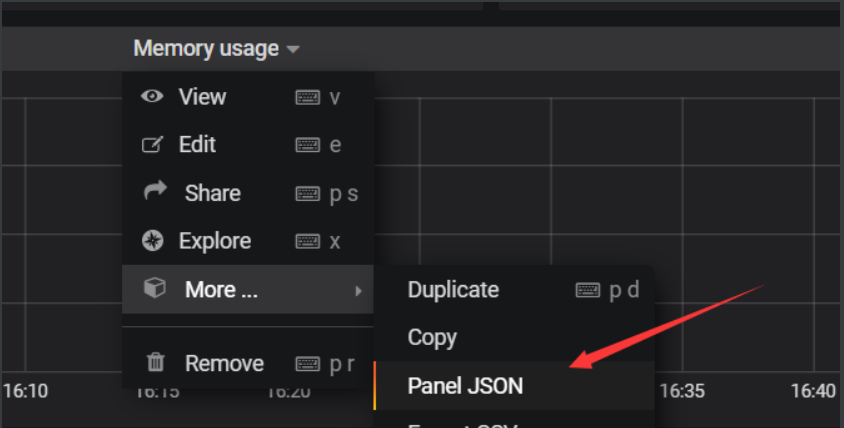 Memory usage
View v
Edit e
Share p s
Explore x
More ...
Duplicate p d
Copy
Remove p r
Panel JSON
16:10 16:15 16:20 16:35 16:40